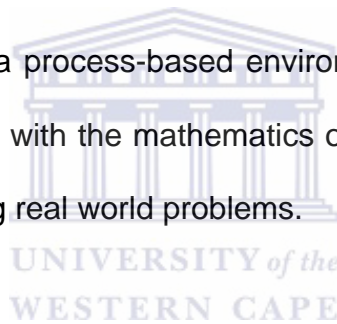 a process-based environ
with the mathematics o
g real world problems.
UNIVERSITY of the
WESTERN CAPE